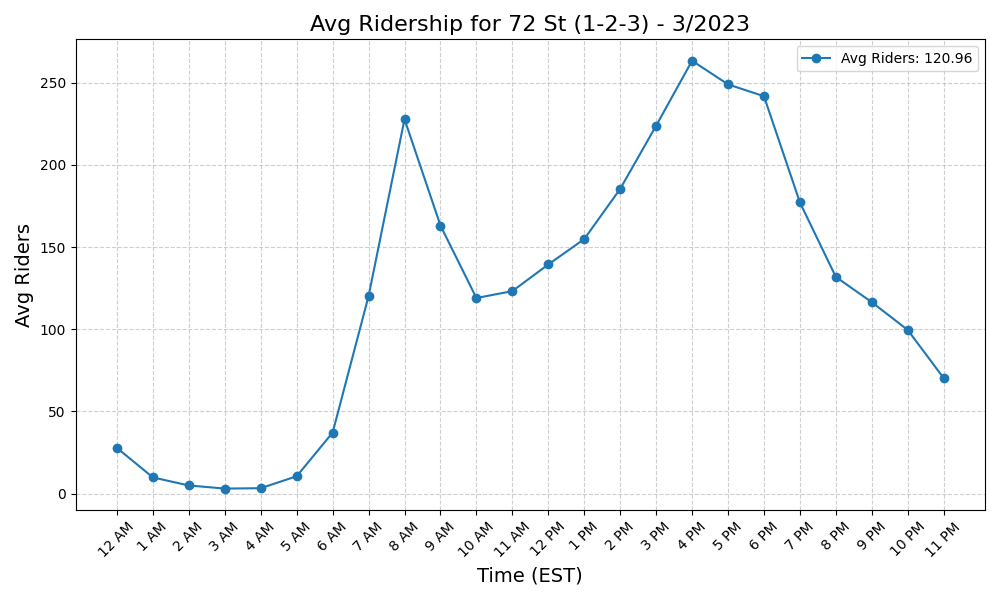 Avg Ridership for 72 St (1-2-3) - 3/2023
Avg Riders: 120.96
Avg Riders
250
200
150
100
50
0
12 AM
1 AM
2 AM
3 AM
4 AM
5 AM
6 AM
7 AM
8 AM
9 AM
10 AM
11 AM
12 PM
1 PM
2 PM
3 PM
4 PM
5 PM
6 PM
7 PM
8 PM
9 PM
10 PM
11 PM
Time (EST)